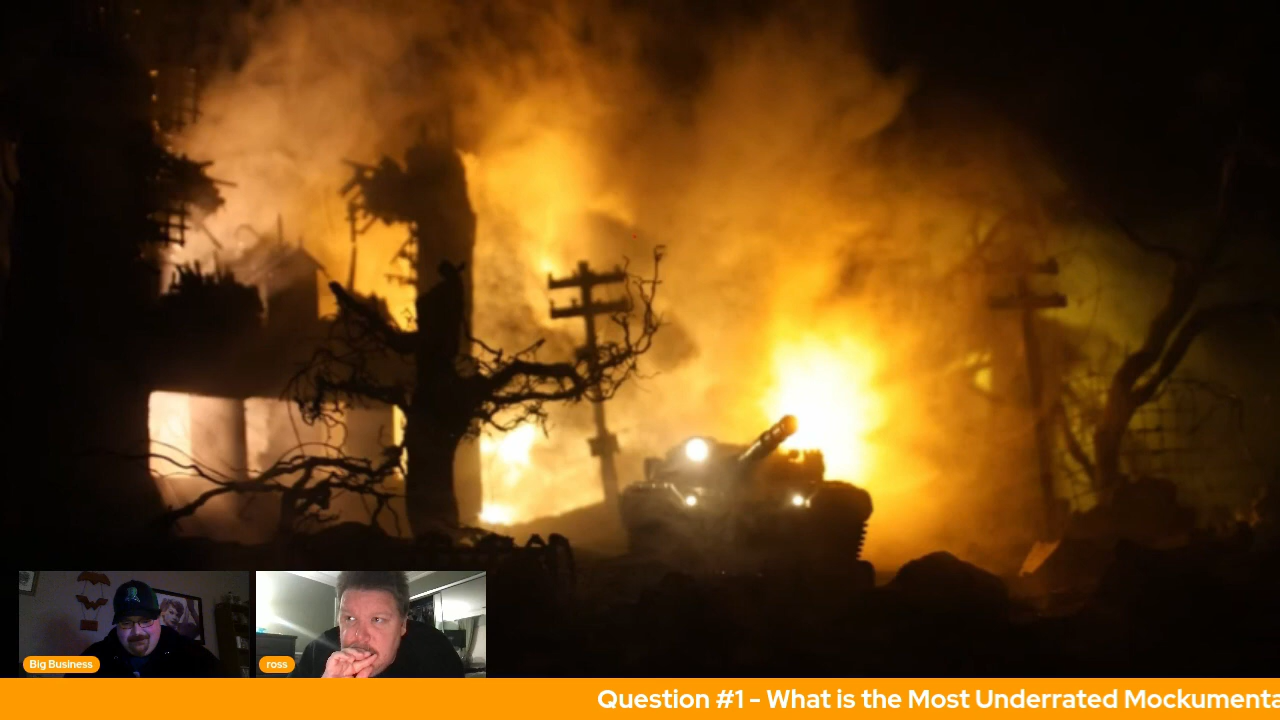 Big Business
ross
Question #1 - What is the Most Underrated Mockumenta